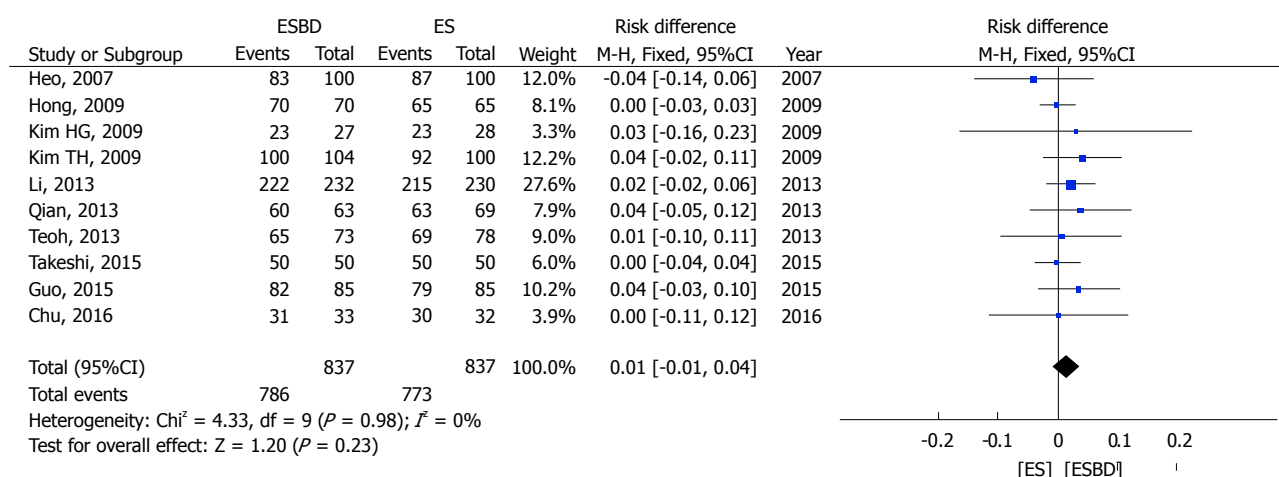 ESBD ES Risk difference Risk difference
Study or Subgroup Events Total Events Total Weight M-H, Fixed, 95%CI Year M-H, Fixed, 95%CI
Heo, 2007 83 100 87 100 12.0% -0.04 [-0.14, 0.06] 2007
Hong, 2009 70 70 65 65 8.1% 0.00 [-0.03, 0.03] 2009
Kim HG, 2009 23 27 23 28 3.3% 0.03 [-0.16, 0.23] 2009
Kim TH, 2009 100 104 92 100 12.2% 0.04 [-0.02, 0.11] 2009
Li, 2013 222 232 215 230 27.6% 0.02 [-0.02, 0.06] 2013
Qian, 2013 60 63 63 69 7.9% 0.04 [-0.05, 0.12] 2013
Teoh, 2013 65 73 69 78 9.0% 0.01 [-0.10, 0.11] 2013
Takeshi, 2015 50 50 50 50 6.0% 0.00 [-0.04, 0.04] 2015
Guo, 2015 82 85 79 85 10.2% 0.04 [-0.03, 0.10] 2015
Chu, 2016 31 33 30 32 3.9% 0.00 [-0.11, 0.12] 2016
Total (95%CI) 837 837 100.0% 0.01 [-0.01, 0.04]
Total events 786 773
Heterogeneity: Chi^z = 4.33, df = 9 (P = 0.98); I^z = 0%
Test for overall effect: Z = 1.20 (P = 0.23)
-0.2 -0.1 0 0.1 0.2
[ES] [ESBD]